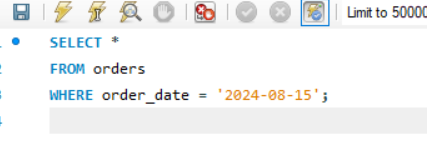 Limit to 50000
SELECT *
FROM orders
WHERE order_date = '2024-08-15';